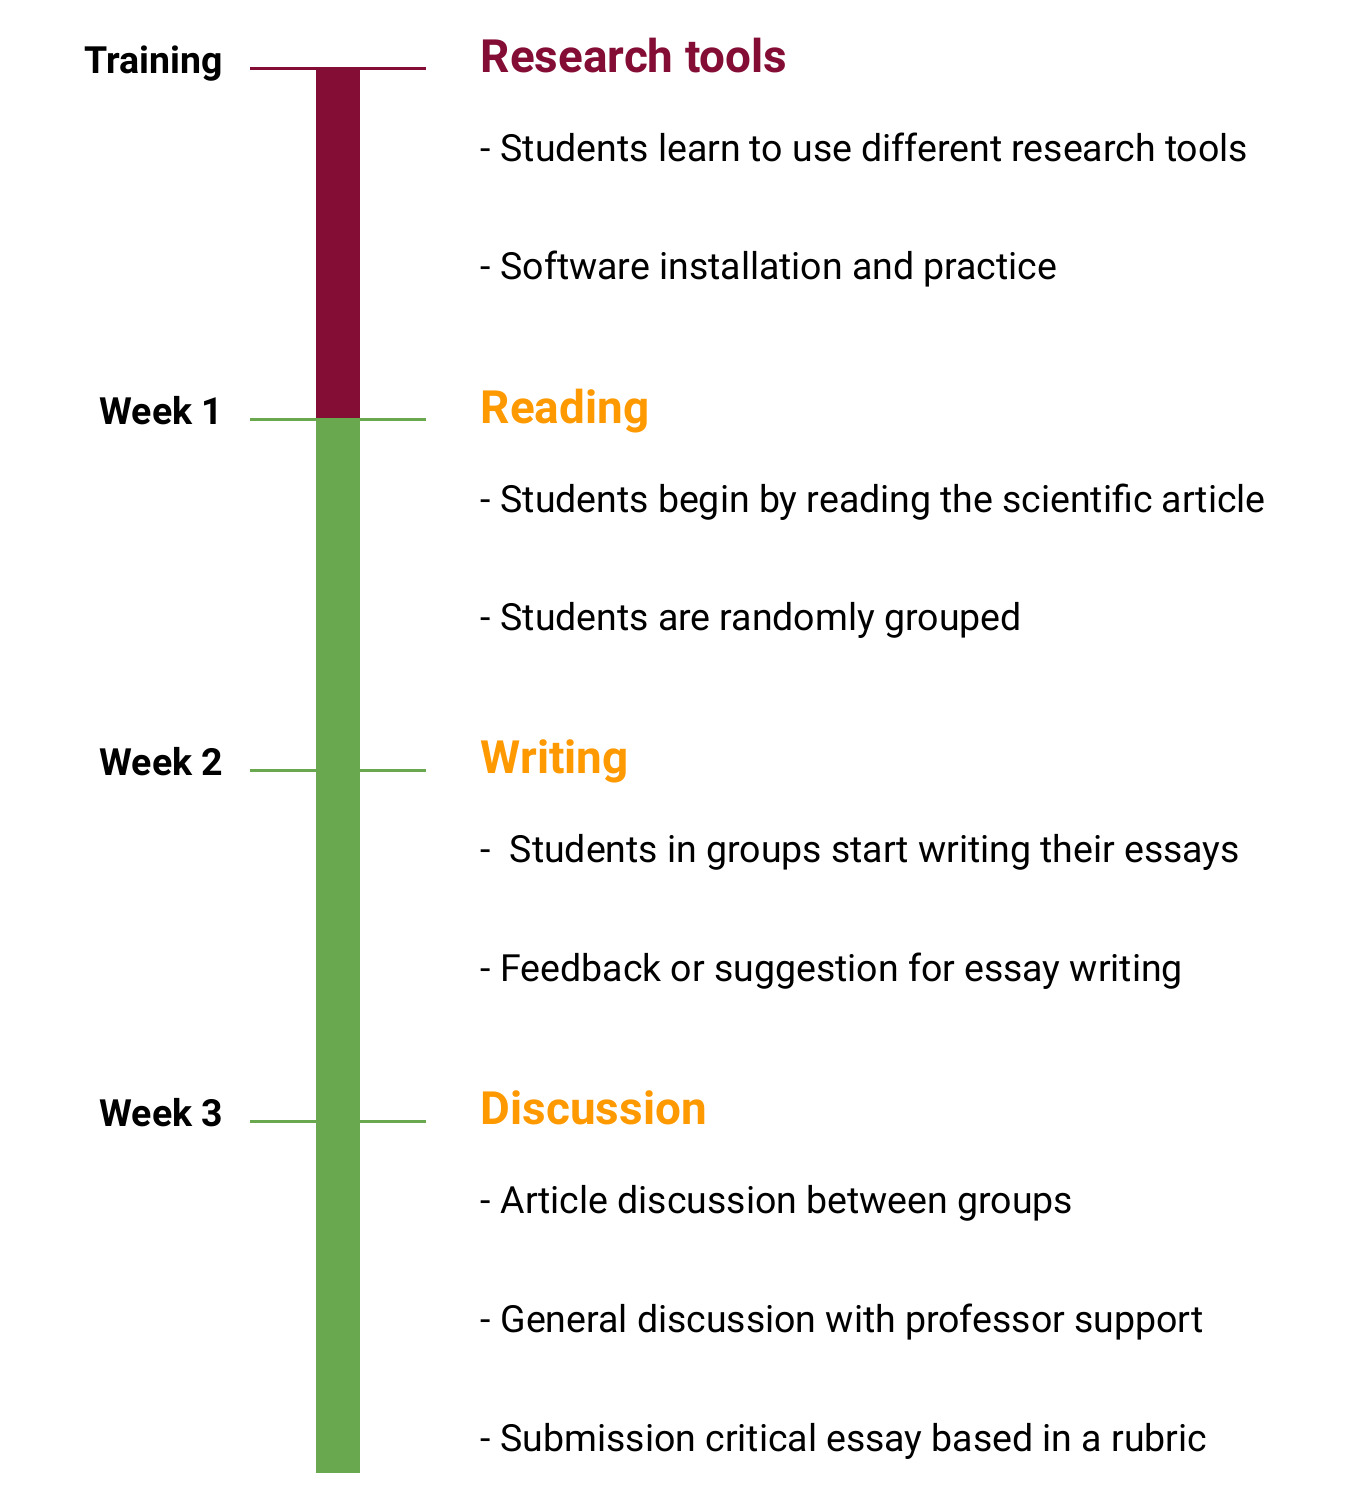 Training
Research tools
- Students learn to use different research tools
- Software installation and practice
Week 1
Reading
- Students begin by reading the scientific article
- Students are randomly grouped
Week 2
Writing
-  Students in groups start writing their essays
- Feedback or suggestion for essay writing
Week 3
Discussion
- Article discussion between groups
- General discussion with professor support
- Submission critical essay based in a rubric